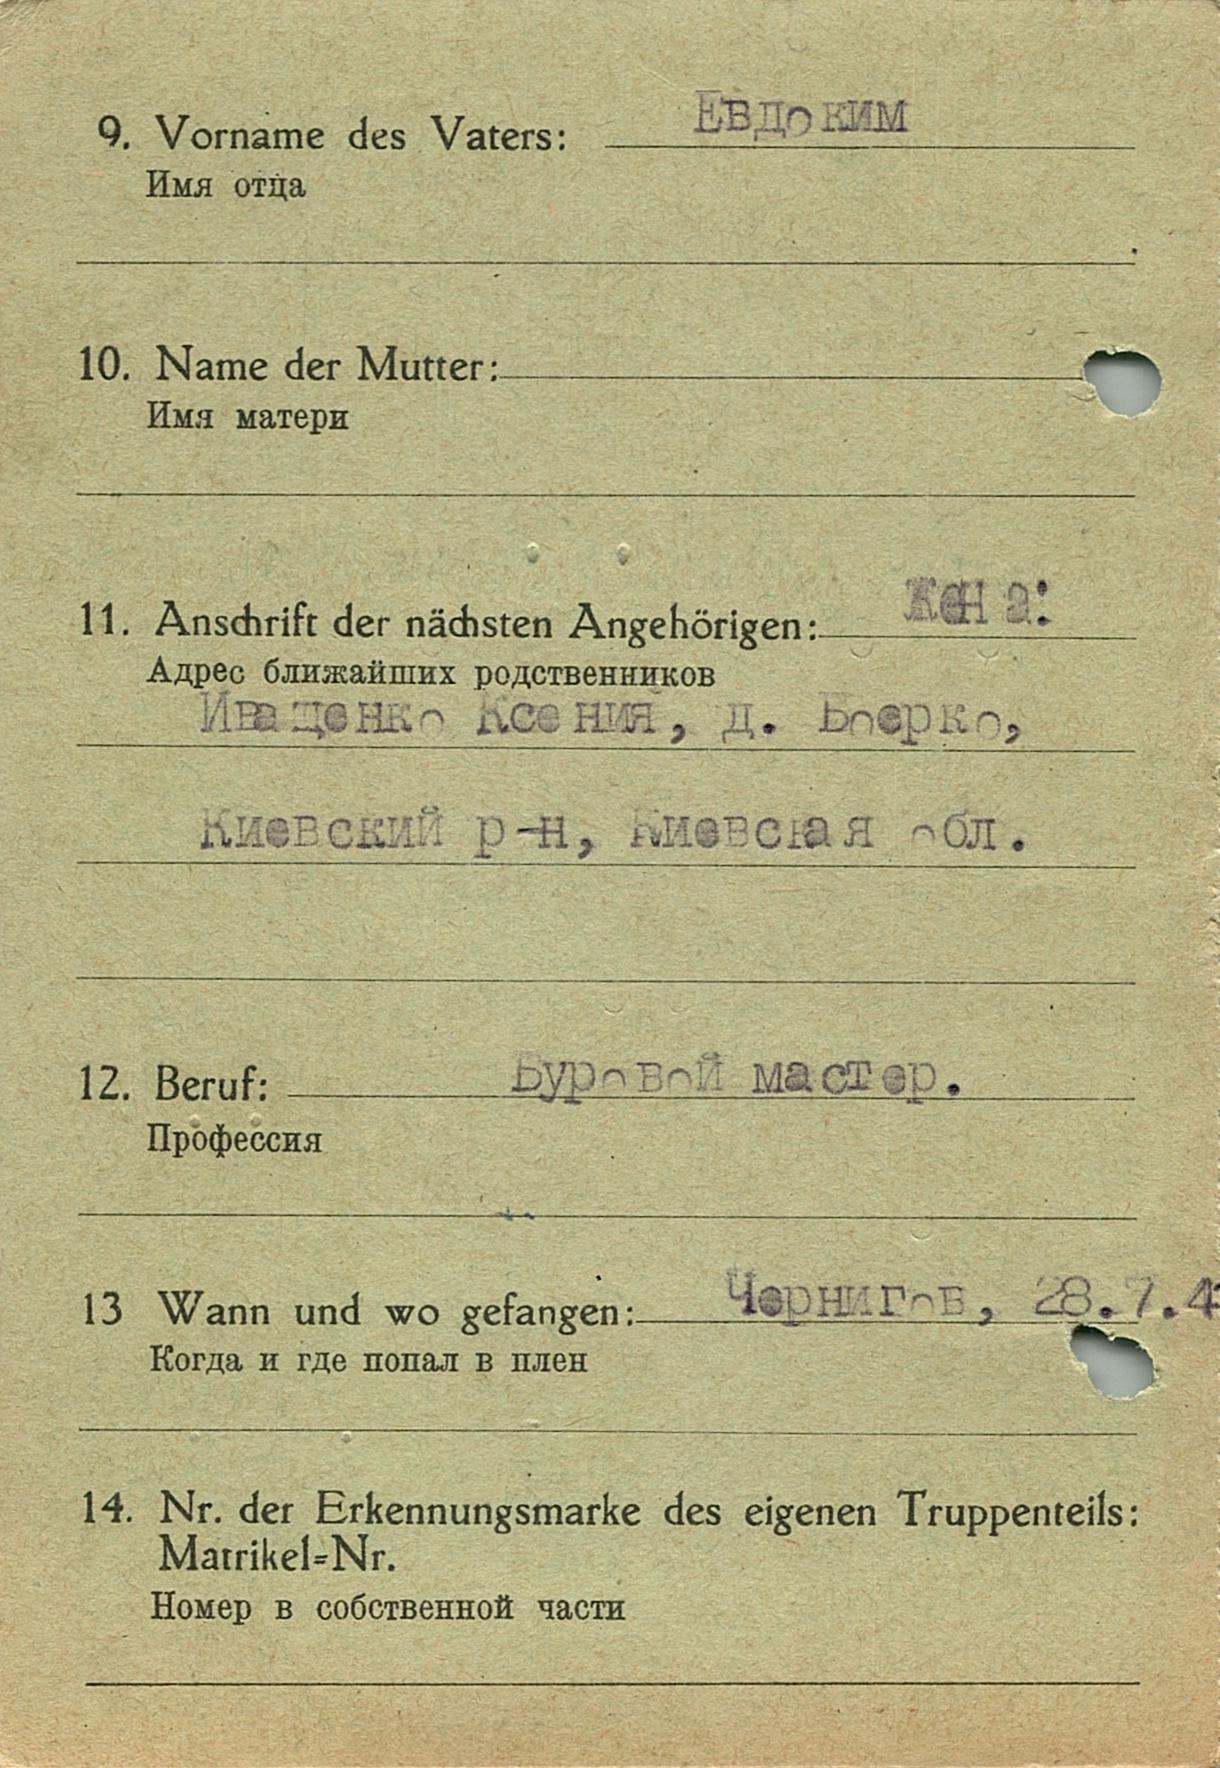 9. Vorname des Vaters: Евдоким
Имя отца
10. Name der Mutter:
Имя матери
11. Anschrift der nächsten Angehörigen: Жена:
Адрес ближайших родственников
Иваценко Ксения, д. Боерко,
Киевский р-н, Киевская обл.
12. Beruf: Буровой мастер.
Профессия
13 Wann und wo gefangen: Чернигов, 28.7.4
Когда и где попал в плен
14. Nr. der Erkennungsmarke des eigenen Truppenteils:
Matrikel=Nr.
Номер в собственной части